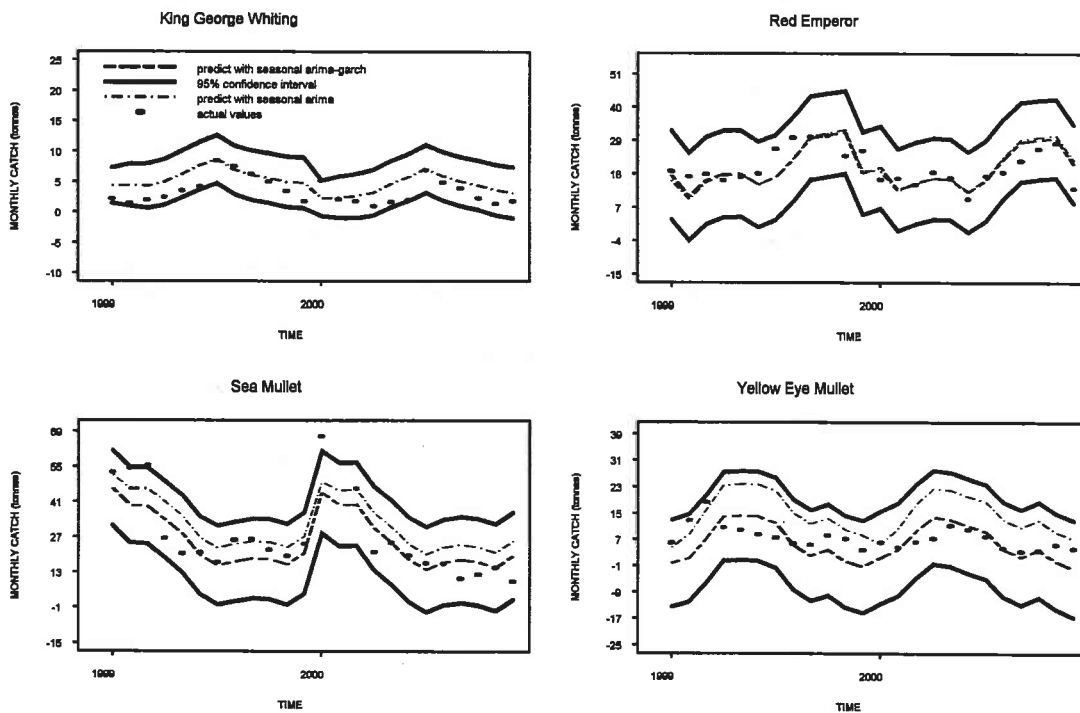 King George Whiting
MONTHLY CATCH (tonnes)
25
20
15
10
5
0
-5
-10
predict with seasonal arima-garch
95% confidence interval
predict with seasonal arima
actual values
1999
2000
TIME
Red Emperor
MONTHLY CATCH (tonnes)
51
40
29
18
7
-4
-15
1999
2000
TIME
Sea Mullet
MONTHLY CATCH (tonnes)
69
55
41
27
13
-1
-15
1999
2000
TIME
Yellow Eye Mullet
MONTHLY CATCH (tonnes)
39
31
23
15
7
-1
-9
-17
-25
1999
2000
TIME